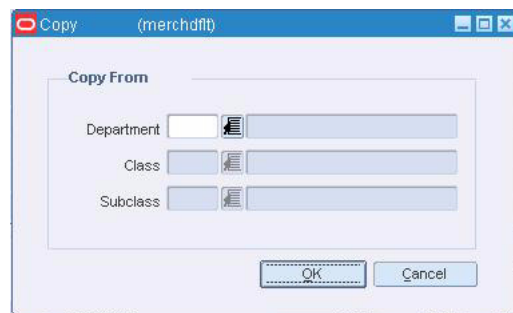 Copy (merchdflt)
Copy From
Department
Class
Subclass
OK Cancel